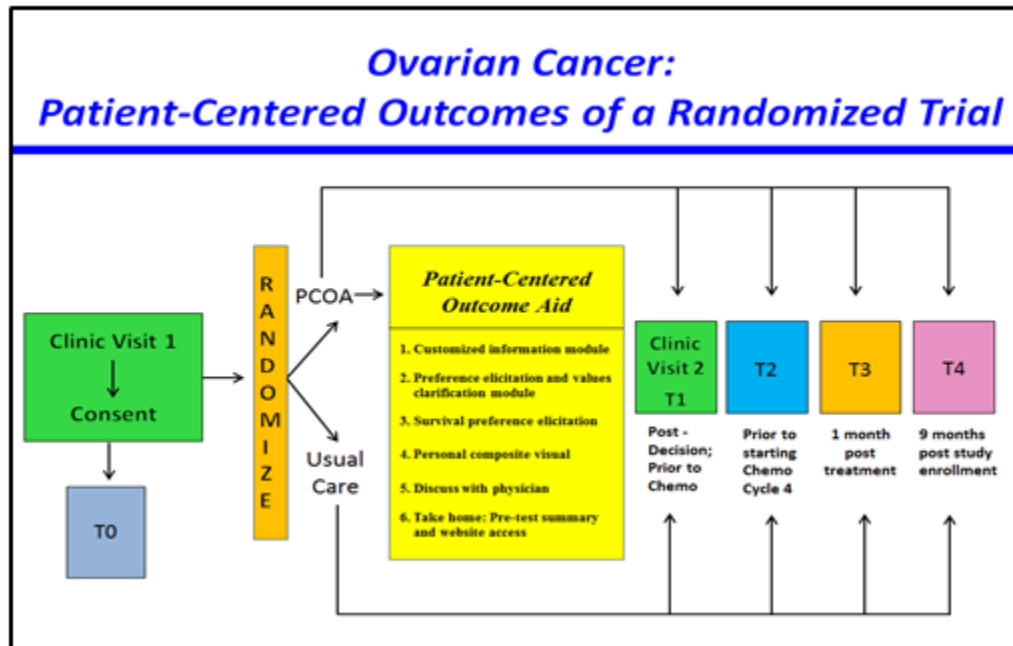 Ovarian Cancer:
Patient-Centered Outcomes of a Randomized Trial
Clinic Visit 1
Consent
T0
RANDOMIZE
PCOA
Usual
Care
Patient-Centered
Outcome Aid
1. Customized information module
2. Preference elicitation and values
clarification module
3. Survival preference elicitation
4. Personal composite visual
5. Discuss with physician
6. Take home: Pre-test summary
and website access
Clinic
Visit 2
T1
Post -
Decision;
Prior to
Chemo
T2
Prior to
starting
Chemo
Cycle 4
T3
1 month
post
treatment
T4
9 months
post study
enrollment